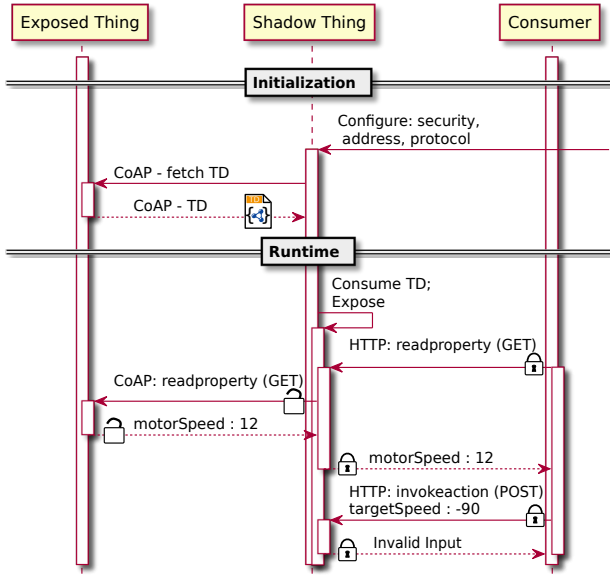 Exposed Thing
Shadow Thing
Consumer
Initialization
Configure: security,
address, protocol
CoAP - fetch TD
CoAP - TD
TD
Runtime
Consume TD;
Expose
HTTP: readproperty (GET)
CoAP: readproperty (GET)
motorSpeed : 12
motorSpeed : 12
HTTP: invokeaction (POST)
targetSpeed : -90
Invalid Input